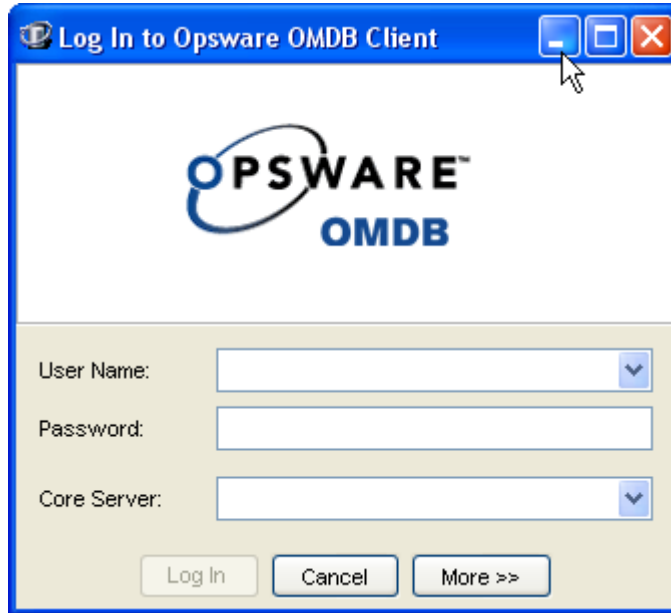 Log In to Opsware OMDB Client
OPSWARE™
OMDB
User Name:
Password:
Core Server:
Log In Cancel More >>